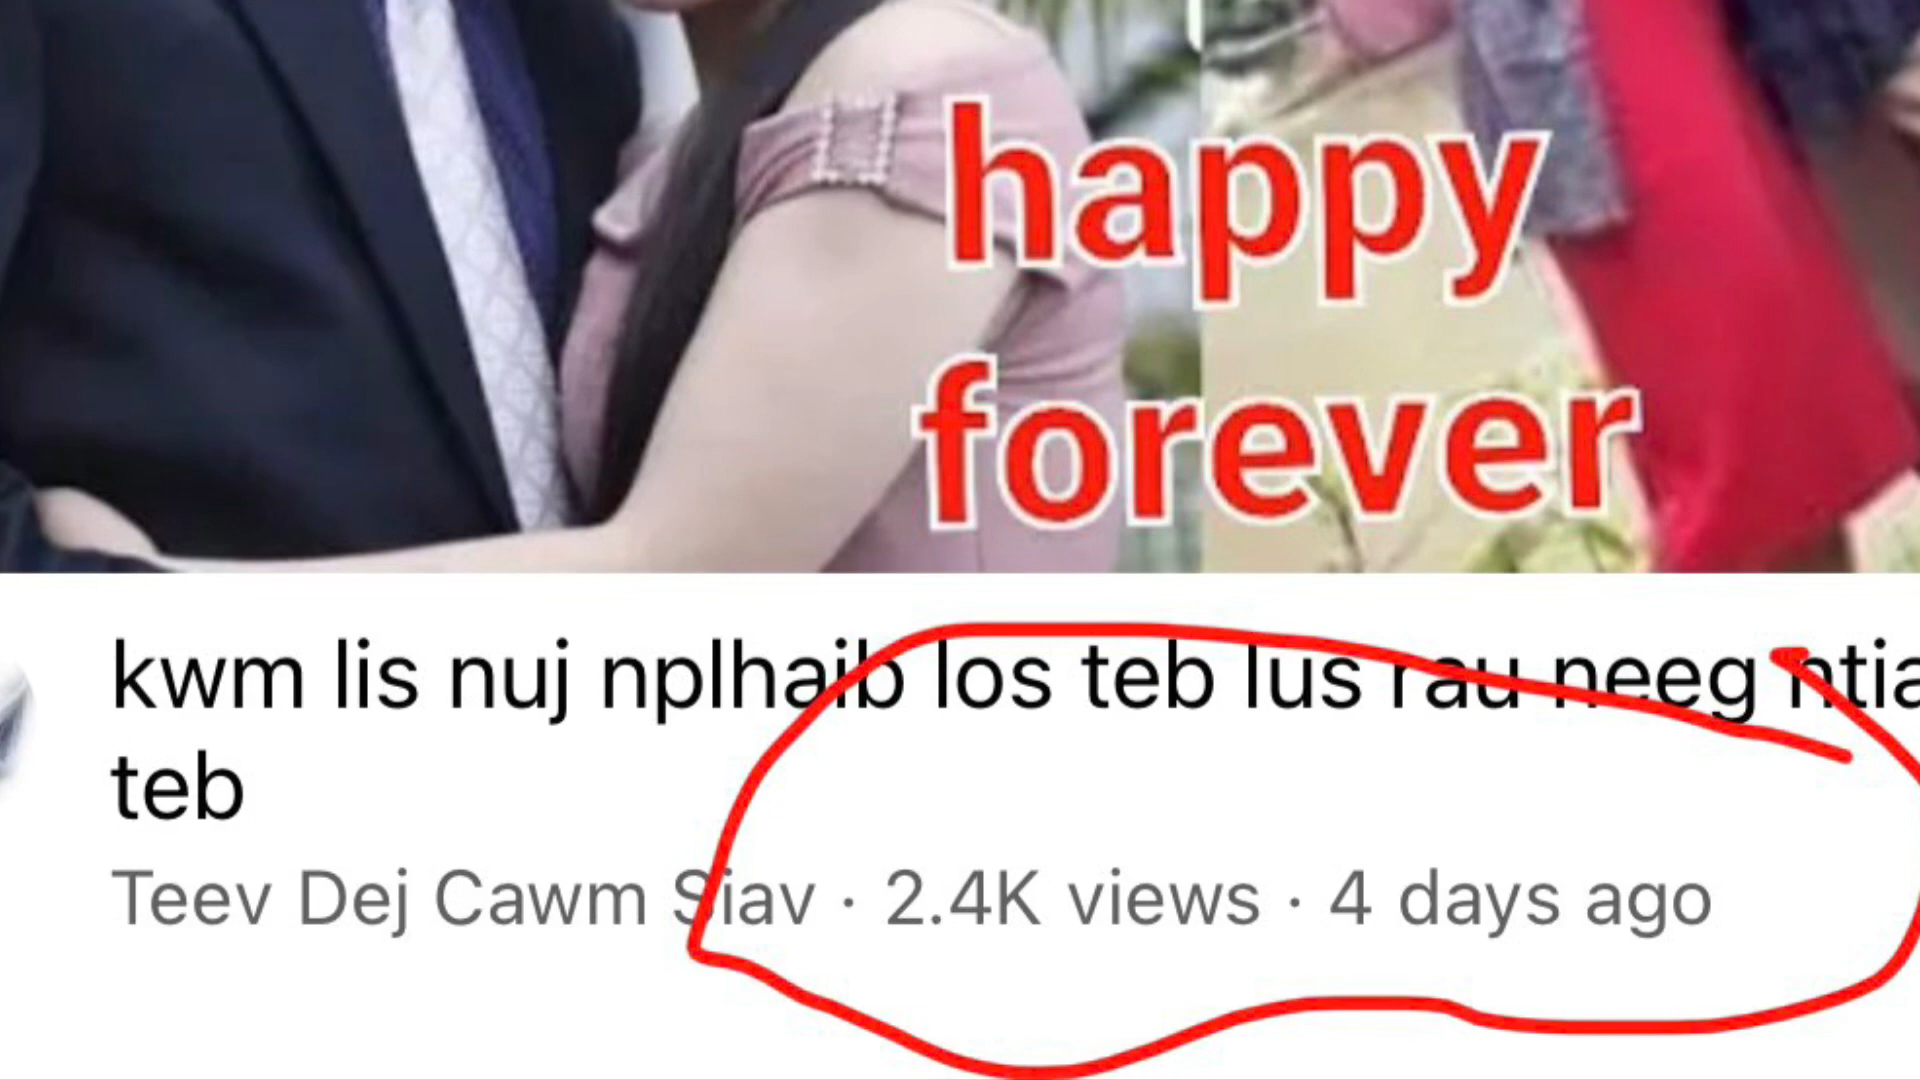 happy
forever
kwm lis nuj nplhaib los teb lus rau neeg
teb
Teev Dej Cawm Siav · 2.4K views · 4 days ago